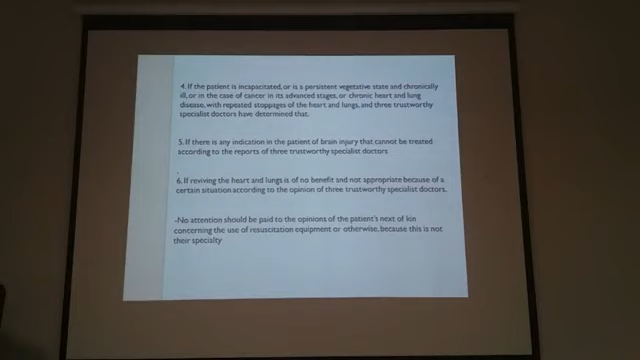 4. If the patient is incapacitated, or is a persistent vegetative state and chronically
ill, or in the case of cancer in its advanced stages, or chronic heart and lung
disease, with repeated stoppages of the heart and lungs, and three trustworthy
specialist doctors have determined that.
5. If there is any indication in the patient of brain injury that cannot be treated
according to the reports of three trustworthy specialist doctors
.
6. If reviving the heart and lungs is of no benefit and not appropriate because of a
certain situation according to the opinion of three trustworthy specialist doctors.
-No attention should be paid to the opinions of the patient's next of kin
concerning the use of resuscitation equipment or otherwise, because this is not
their specialty